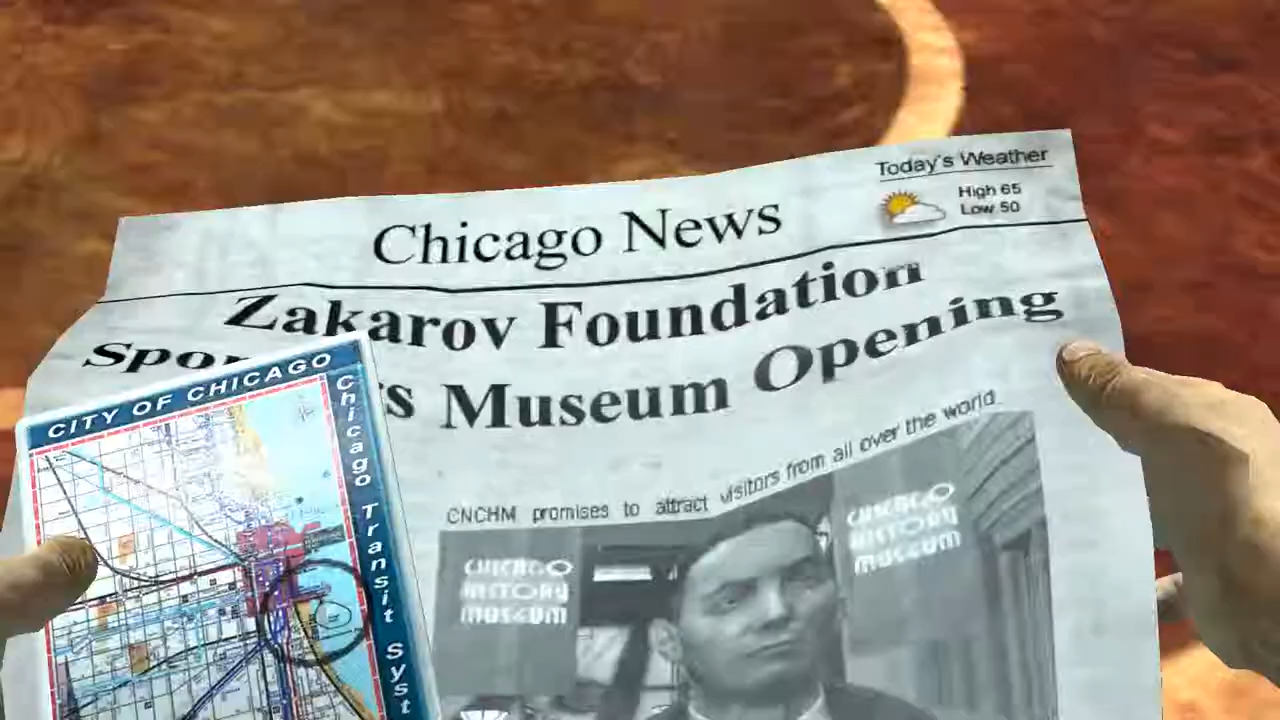 Today's Weather
High 65
Low 50
Chicago News
Zakarov Foundation
Spo s Museum Opening
CNCHM promises to attract visitors from all over the world
CITY OF CHICAGO
Chicago Transit Syst
CHICAGO
HISTORY
MUSEUM
CHICAGO
HISTORY
MUSEUM